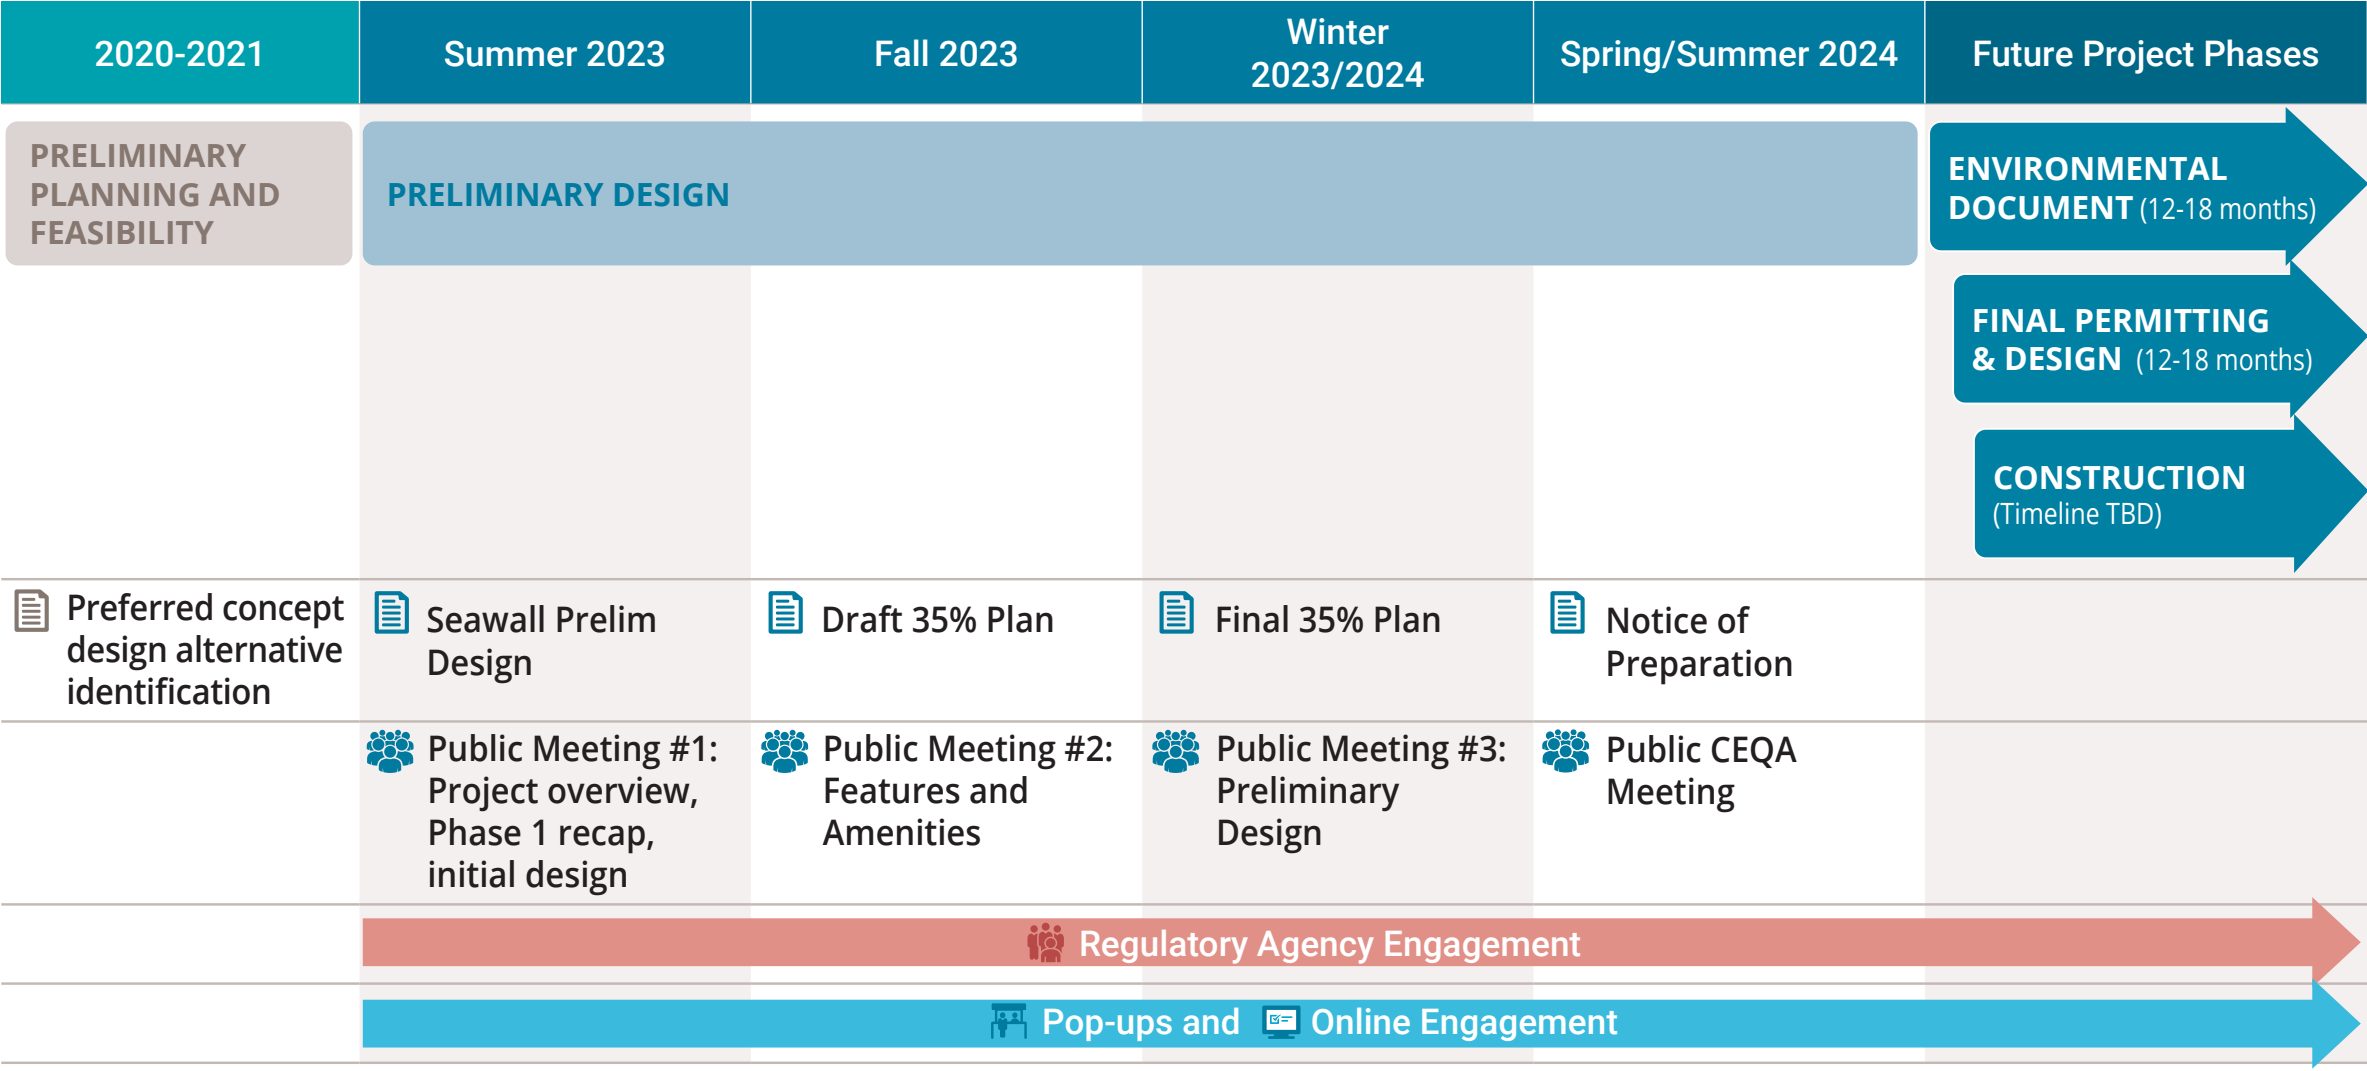 2020-2021
Summer 2023
Fall 2023
Winter
2023/2024
Spring/Summer 2024
Future Project Phases
PRELIMINARY
PLANNING AND
FEASIBILITY
PRELIMINARY DESIGN
ENVIRONMENTAL
DOCUMENT (12-18 months)
FINAL PERMITTING
& DESIGN (12-18 months)
CONSTRUCTION
(Timeline TBD)
Preferred concept
design alternative
identification
Seawall Prelim
Design
Draft 35% Plan
Final 35% Plan
Notice of
Preparation
Public Meeting #1:
Project overview,
Phase 1 recap,
initial design
Public Meeting #2:
Features and
Amenities
Public Meeting #3:
Preliminary
Design
Public CEQA
Meeting
Regulatory Agency Engagement
Pop-ups and Online Engagement